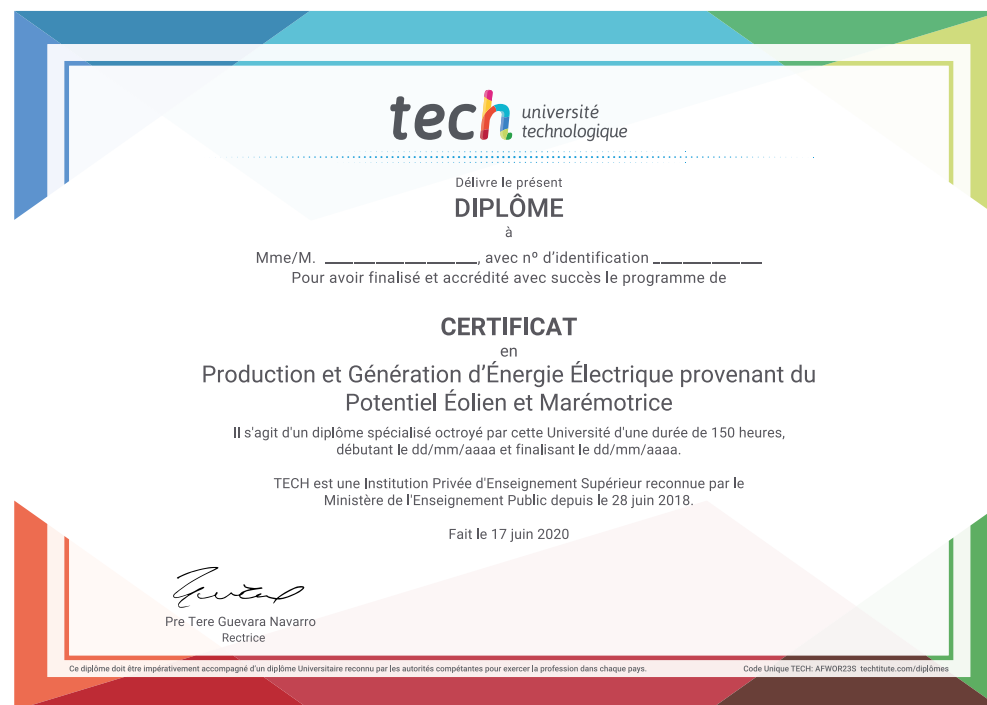 tech université
technologique
Délivre le présent
DIPLÔME
à
Mme/M. ____________________, avec nº d’identification ______________
Pour avoir finalisé et accrédité avec succès le programme de
CERTIFICAT
en
Production et Génération d’Énergie Électrique provenant du
Potentiel Éolien et Marémotrice
Il s'agit d'un diplôme spécialisé octroyé par cette Université d'une durée de 150 heures,
débutant le dd/mm/aaaa et finalisant le dd/mm/aaaa.
TECH est une Institution Privée d'Enseignement Supérieur reconnue par le
Ministère de l'Enseignement Public depuis le 28 juin 2018.
Fait le 17 juin 2020
Pre Tere Guevara Navarro
Rectrice
Ce diplôme doit être impérativement accompagné d'un diplôme Universitaire reconnu par les autorités compétantes pour exercer la profession dans chaque pays.
Code Unique TECH: AFWOR23S techtitute.com/diplômes